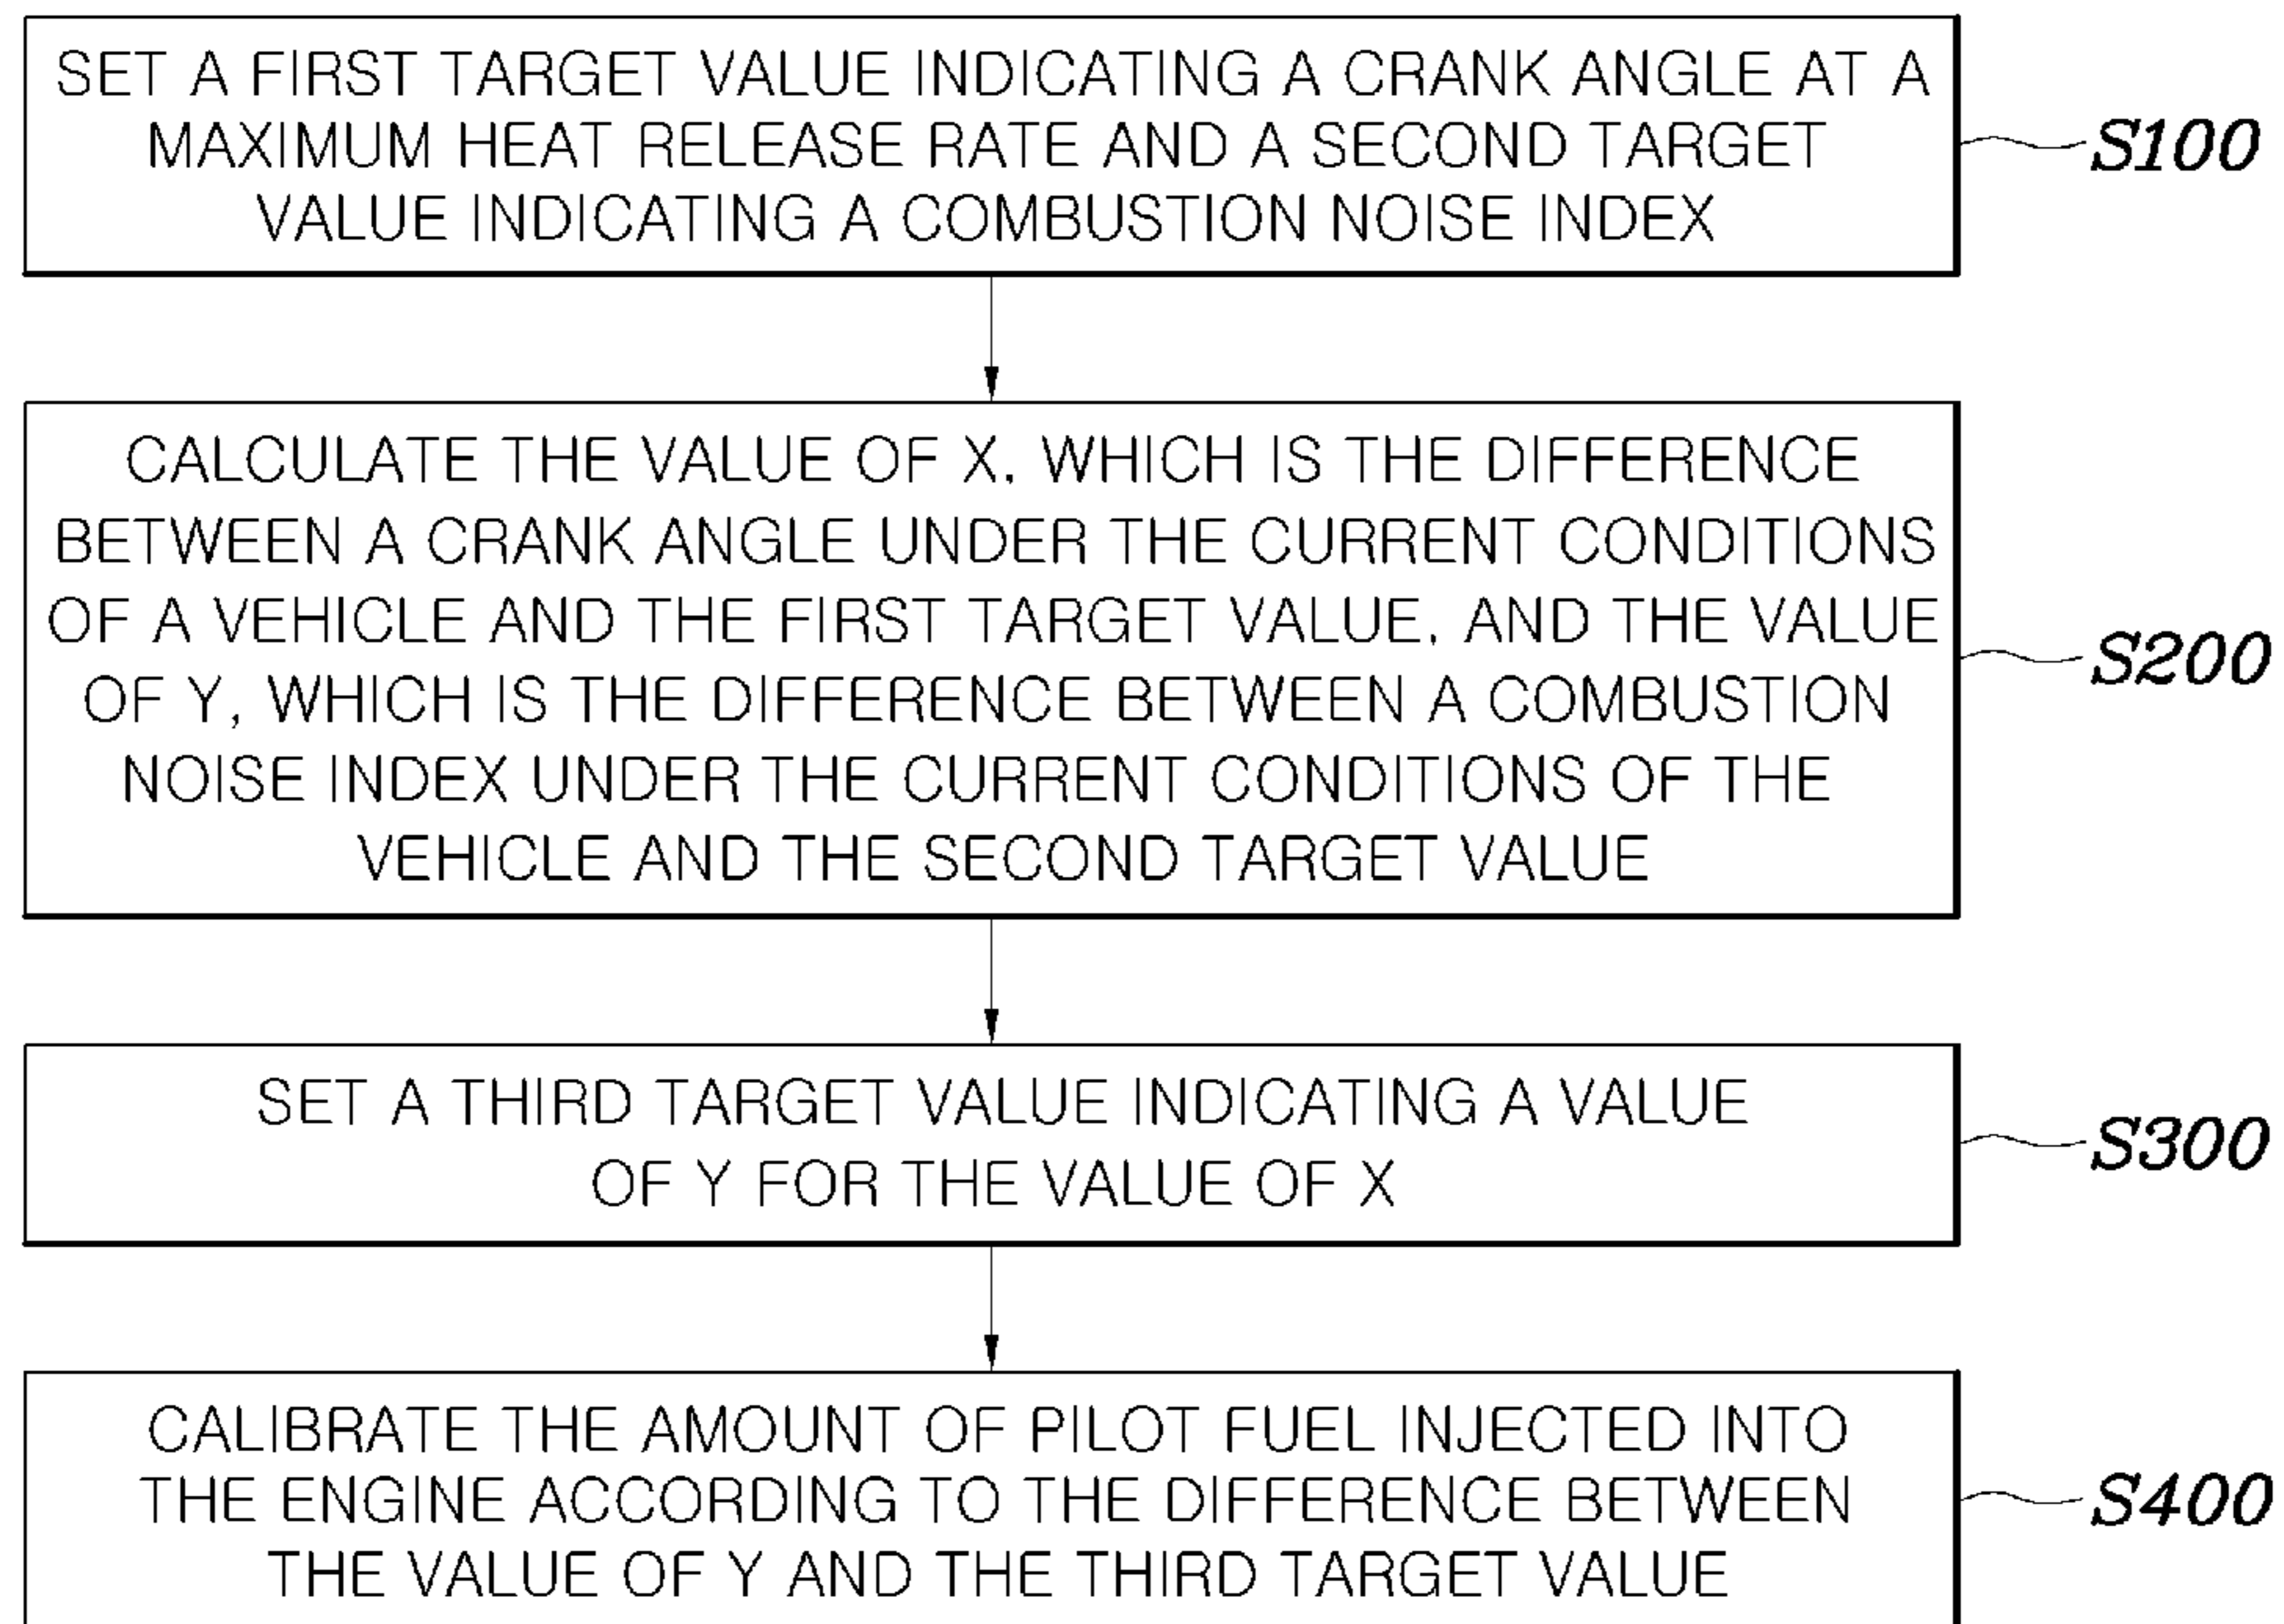 SET A FIRST TARGET VALUE INDICATING A CRANK ANGLE AT A
MAXIMUM HEAT RELEASE RATE AND A SECOND TARGET
VALUE INDICATING A COMBUSTION NOISE INDEX
S100
CALCULATE THE VALUE OF X, WHICH IS THE DIFFERENCE
BETWEEN A CRANK ANGLE UNDER THE CURRENT CONDITIONS
OF A VEHICLE AND THE FIRST TARGET VALUE, AND THE VALUE
OF Y, WHICH IS THE DIFFERENCE BETWEEN A COMBUSTION
NOISE INDEX UNDER THE CURRENT CONDITIONS OF THE
VEHICLE AND THE SECOND TARGET VALUE
S200
SET A THIRD TARGET VALUE INDICATING A VALUE
OF Y FOR THE VALUE OF X
S300
CALIBRATE THE AMOUNT OF PILOT FUEL INJECTED INTO
THE ENGINE ACCORDING TO THE DIFFERENCE BETWEEN
THE VALUE OF Y AND THE THIRD TARGET VALUE
S400